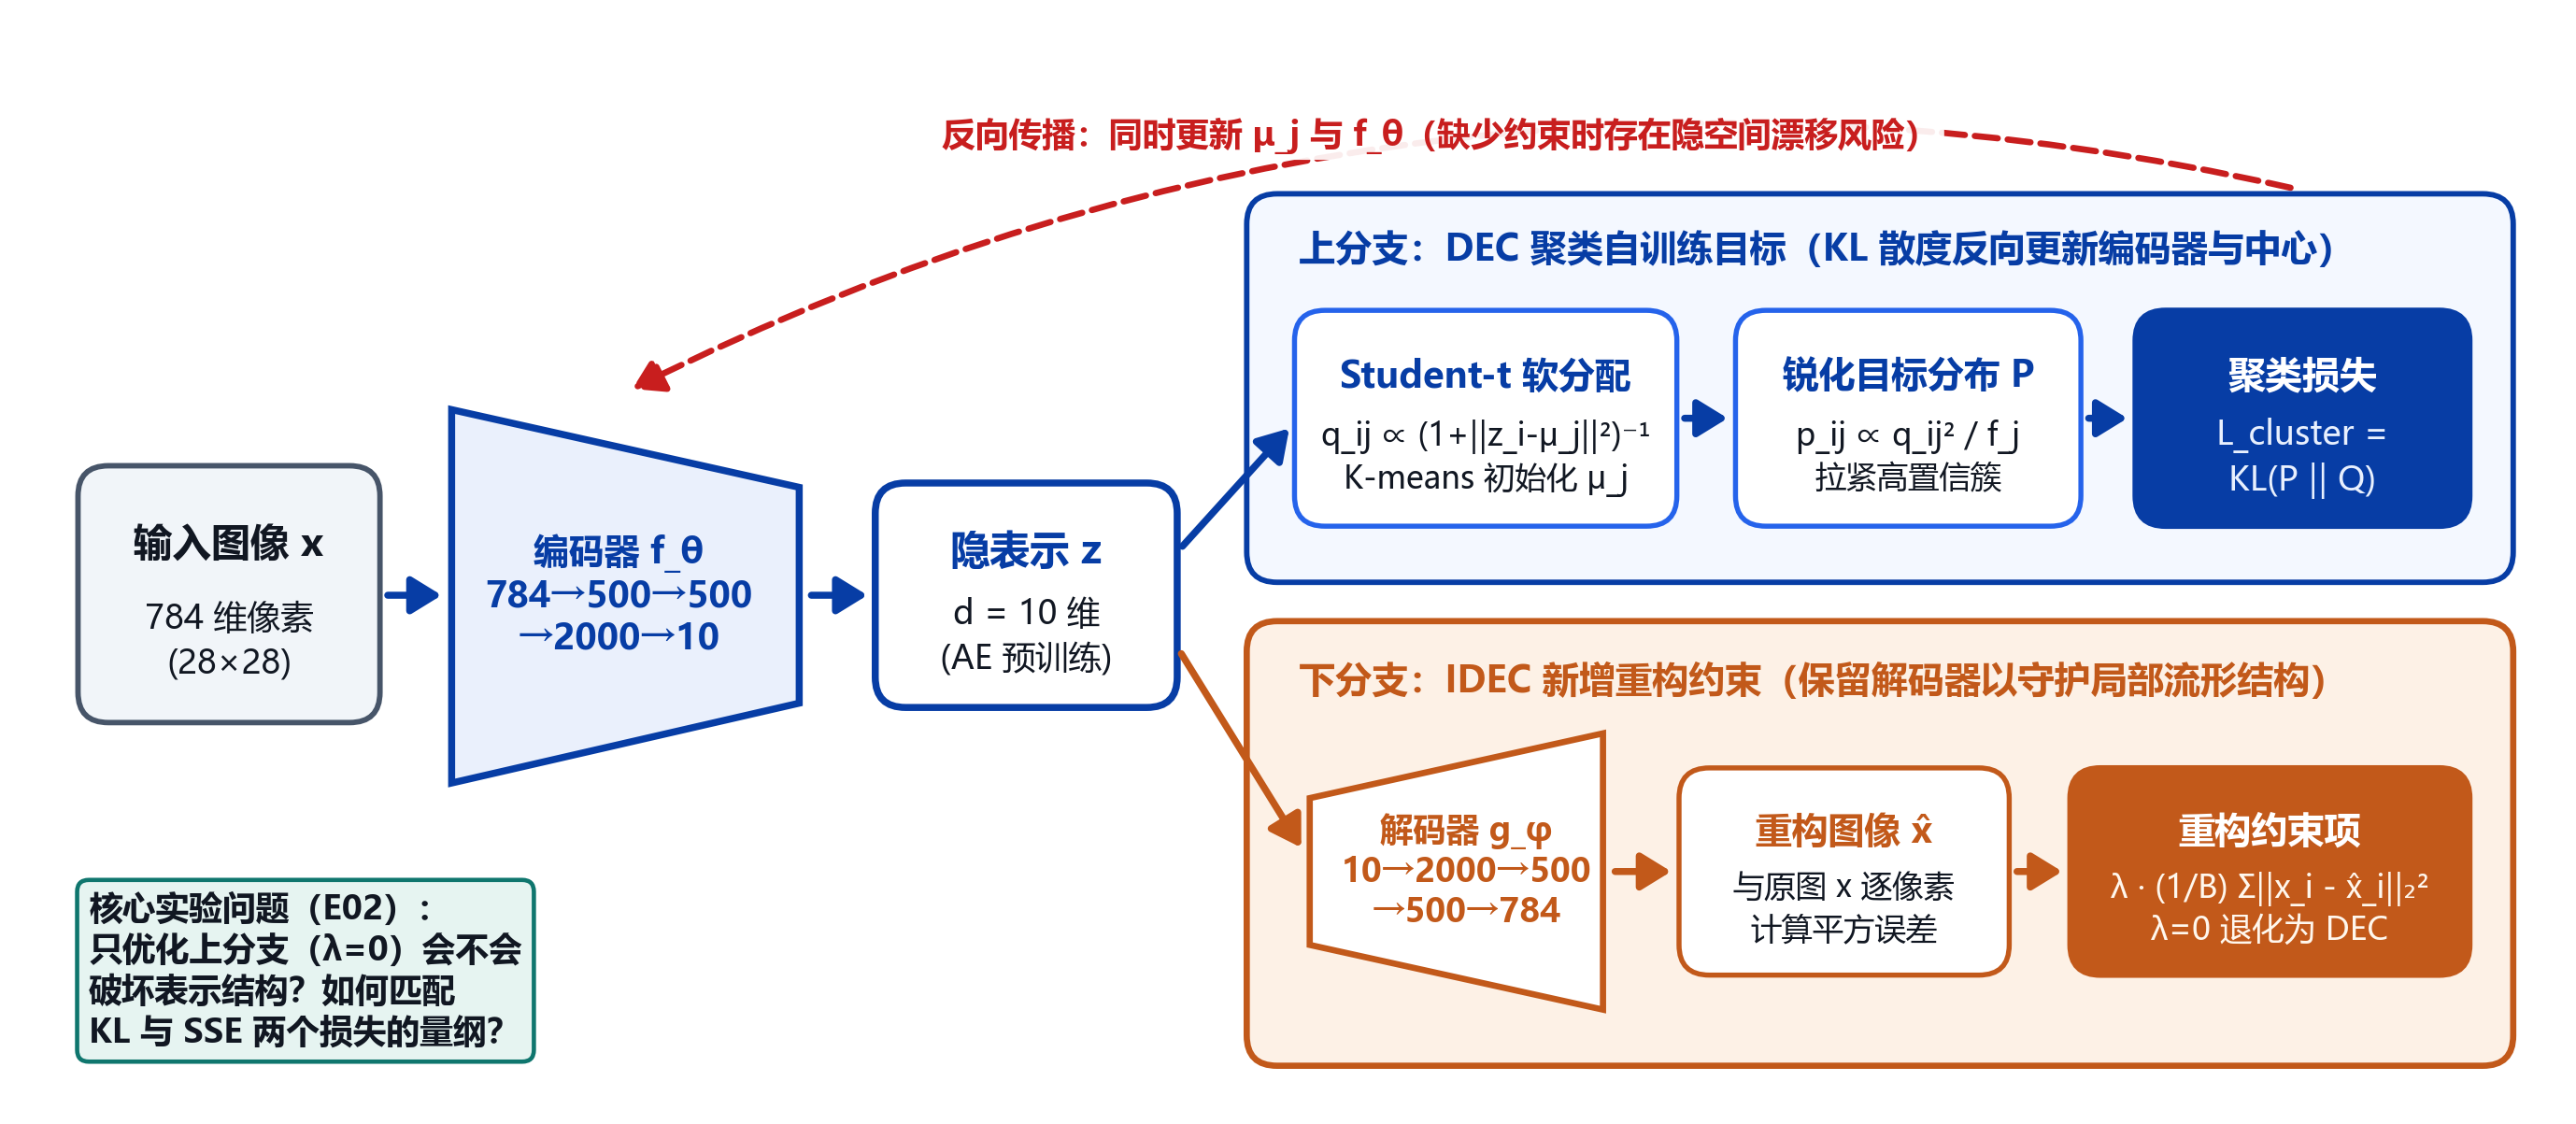 反向传播：同时更新 μ_j 与 f_θ（缺少约束时存在隐空间漂移风险）
上分支：DEC 聚类自训练目标（KL 散度反向更新编码器与中心）
Student-t 软分配
q_ij ∝ (1+||z_i-μ_j||²)⁻¹
K-means 初始化 μ_j
锐化目标分布 P
p_ij ∝ q_ij² / f_j
拉紧高置信簇
聚类损失
L_cluster =
KL(P || Q)
输入图像 x
784 维像素
(28×28)
编码器 f_θ
784→500→500
→2000→10
隐表示 z
d = 10 维
(AE 预训练)
下分支：IDEC 新增重构约束（保留解码器以守护局部流形结构）
解码器 g_φ
10→2000→500
→500→784
重构图像 x̂
与原图 x 逐像素
计算平方误差
重构约束项
λ · (1/B) Σ||x_i - x̂_i||₂²
λ=0 退化为 DEC
核心实验问题（E02）：
只优化上分支（λ=0）会不会
破坏表示结构？如何匹配
KL 与 SSE 两个损失的量纲？